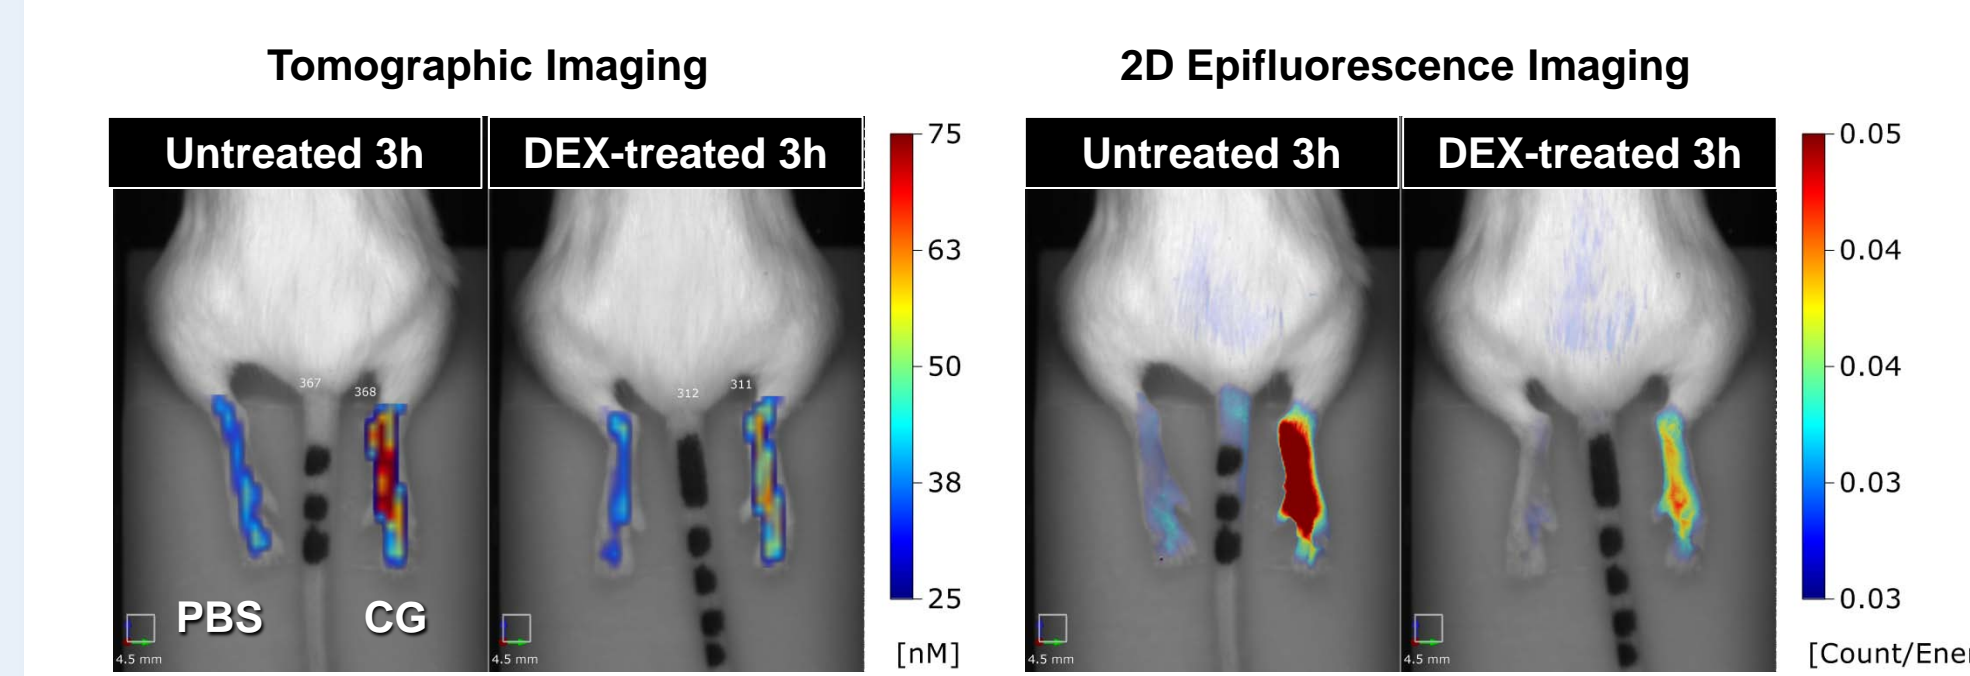 Tomographic Imaging
2D Epifluorescence Imaging
Untreated 3h
DEX-treated 3h
75
63
50
38
25
[nM]
367
368
312
311
PBS
CG
4.5 mm
4.5 mm
Untreated 3h
DEX-treated 3h
0.05
0.04
0.04
0.03
0.03
[Count/Ener
4.5 mm
4.5 mm